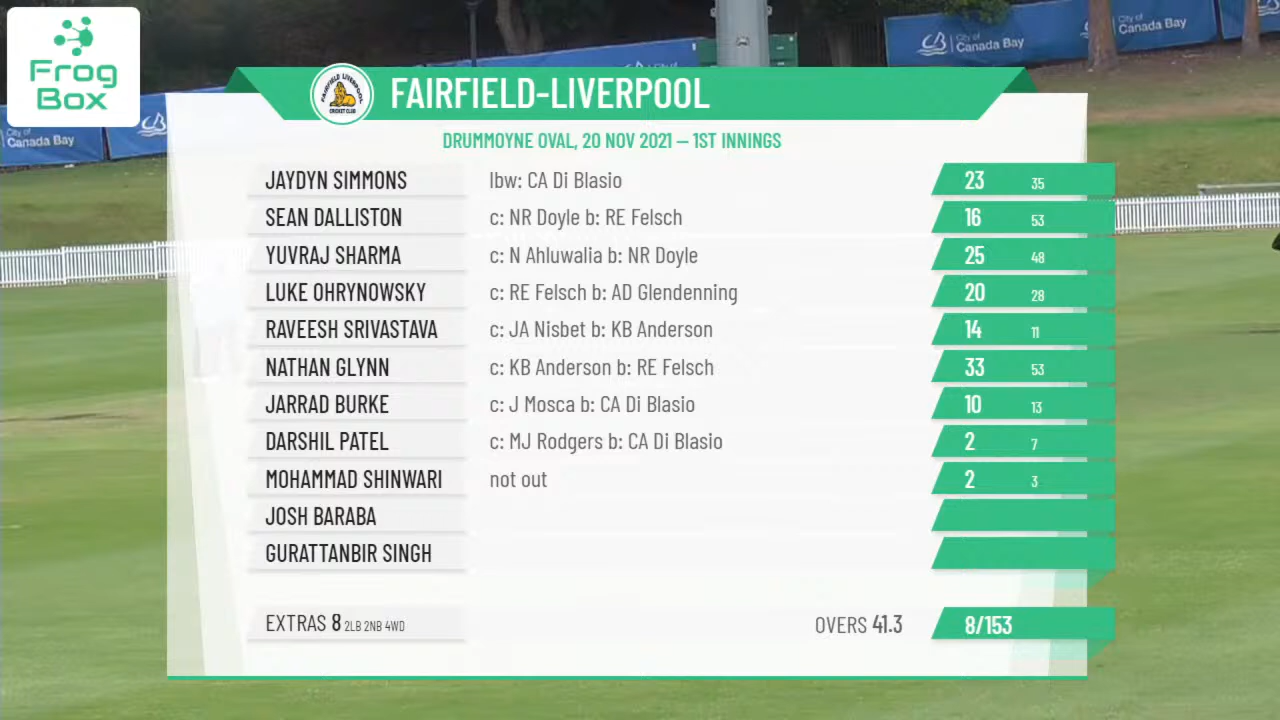 Frog
Box
City of
Canada Bay
City of
Canada Bay
City of
Canada Bay
FAIRFIELD LIVERPOOL
CRICKET CLUB
FAIRFIELD-LIVERPOOL
DRUMMOYNE OVAL, 20 NOV 2021 – 1ST INNINGS
JAYDYN SIMMONS lbw: CA Di Blasio 23 35
SEAN DALLISTON c: NR Doyle b: RE Felsch 16 53
YUVRAJ SHARMA c: N Ahluwalia b: NR Doyle 25 48
LUKE OHRYNOWSKY c: RE Felsch b: AD Glendenning 20 28
RAVEESH SRIVASTAVA c: JA Nisbet b: KB Anderson 14 11
NATHAN GLYNN c: KB Anderson b: RE Felsch 33 53
JARRAD BURKE c: J Mosca b: CA Di Blasio 10 13
DARSHIL PATEL c: MJ Rodgers b: CA Di Blasio 2 7
MOHAMMAD SHINWARI not out 2 3
JOSH BARABA
GURATTANBIR SINGH
EXTRAS 8 2LB 2NB 4WD OVERS 41.3 8/153